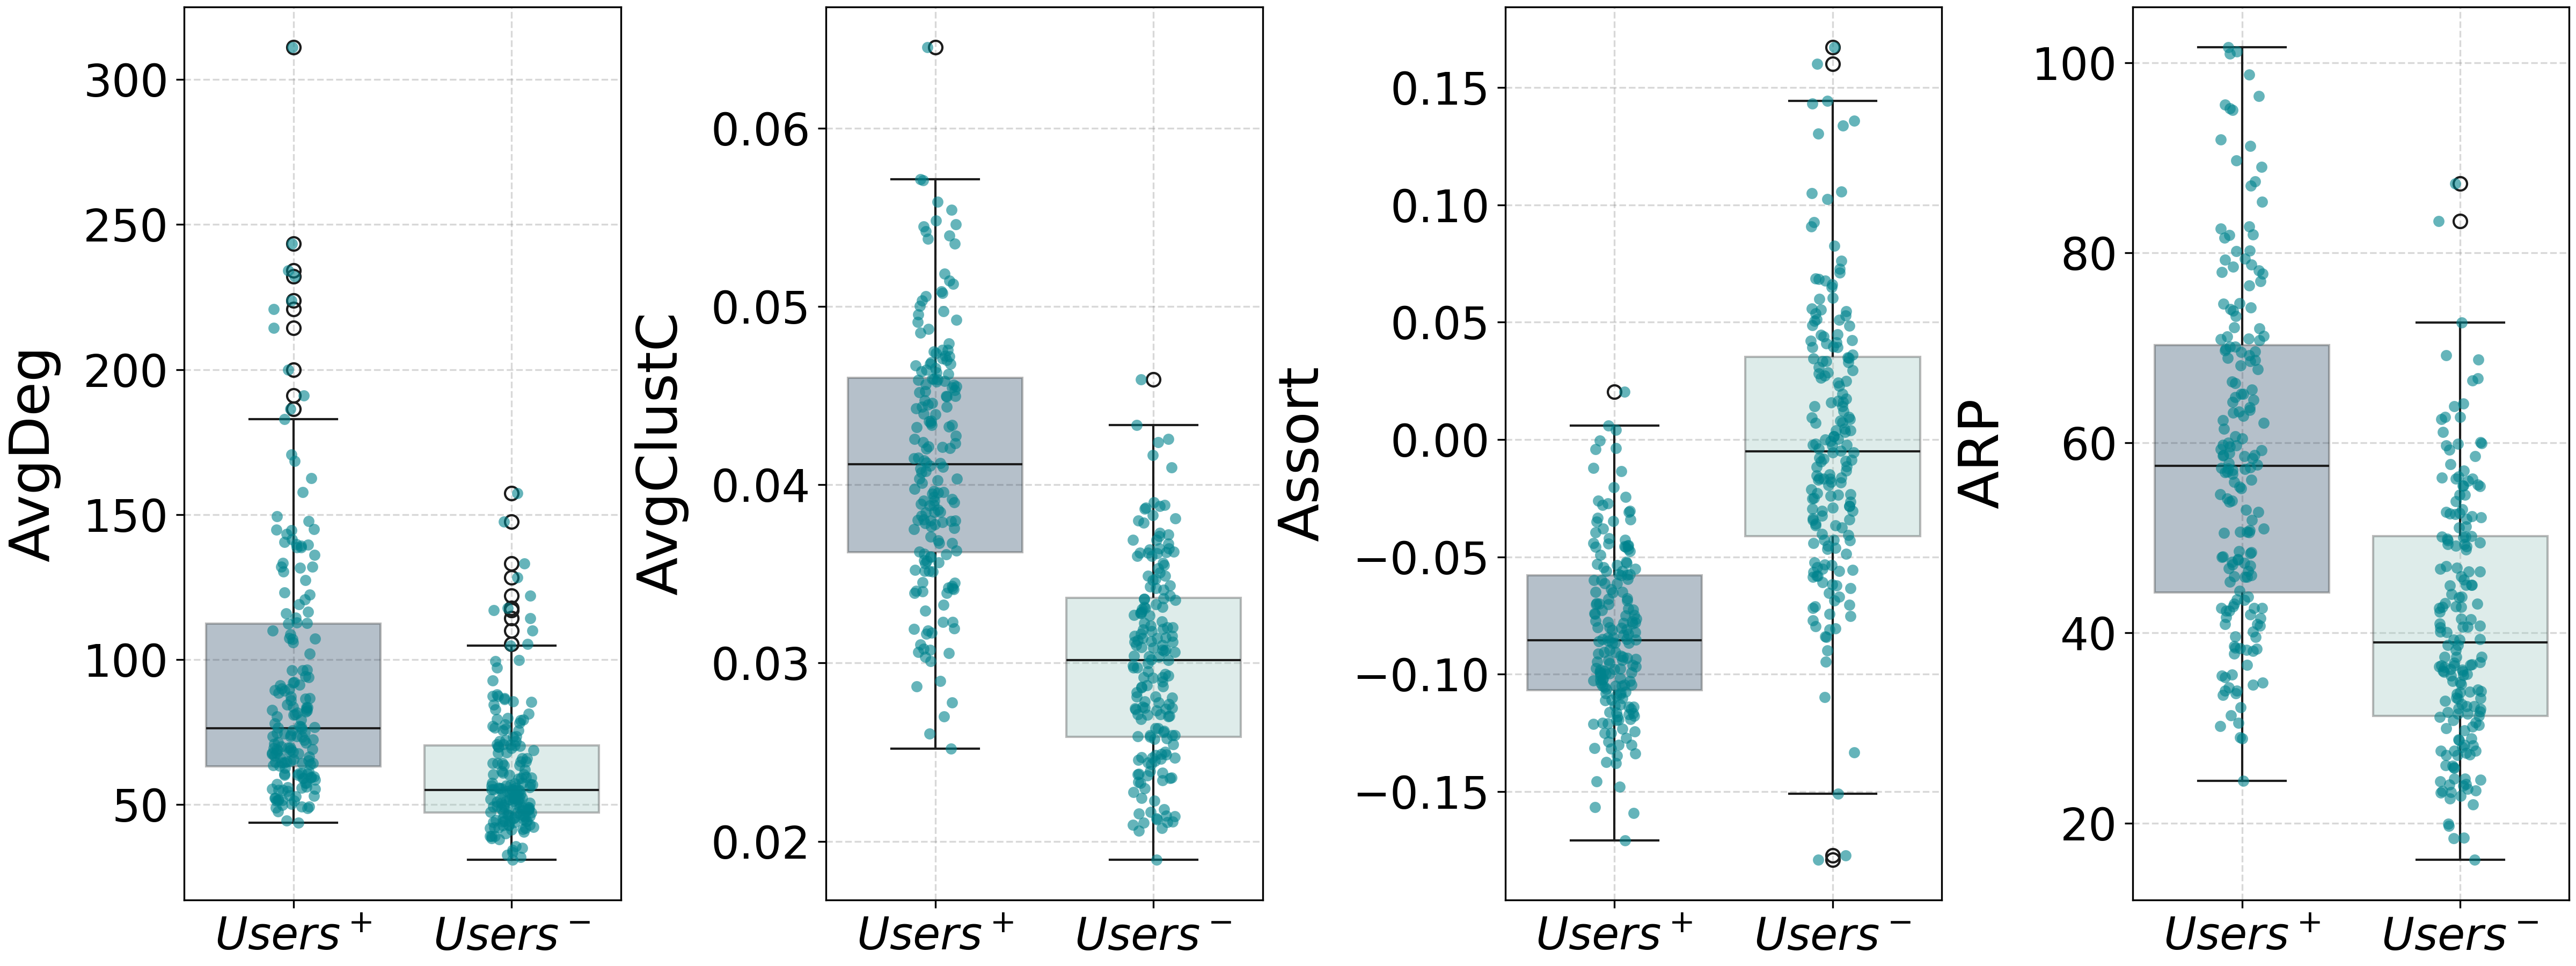 AvgDeg
300
250
200
150
100
50
Users⁺ Users⁻
AvgClustC
0.06
0.05
0.04
0.03
0.02
Users⁺ Users⁻
Assort
0.15
0.10
0.05
0.00
−0.05
−0.10
−0.15
Users⁺ Users⁻
ARP
100
80
60
40
20
Users⁺ Users⁻